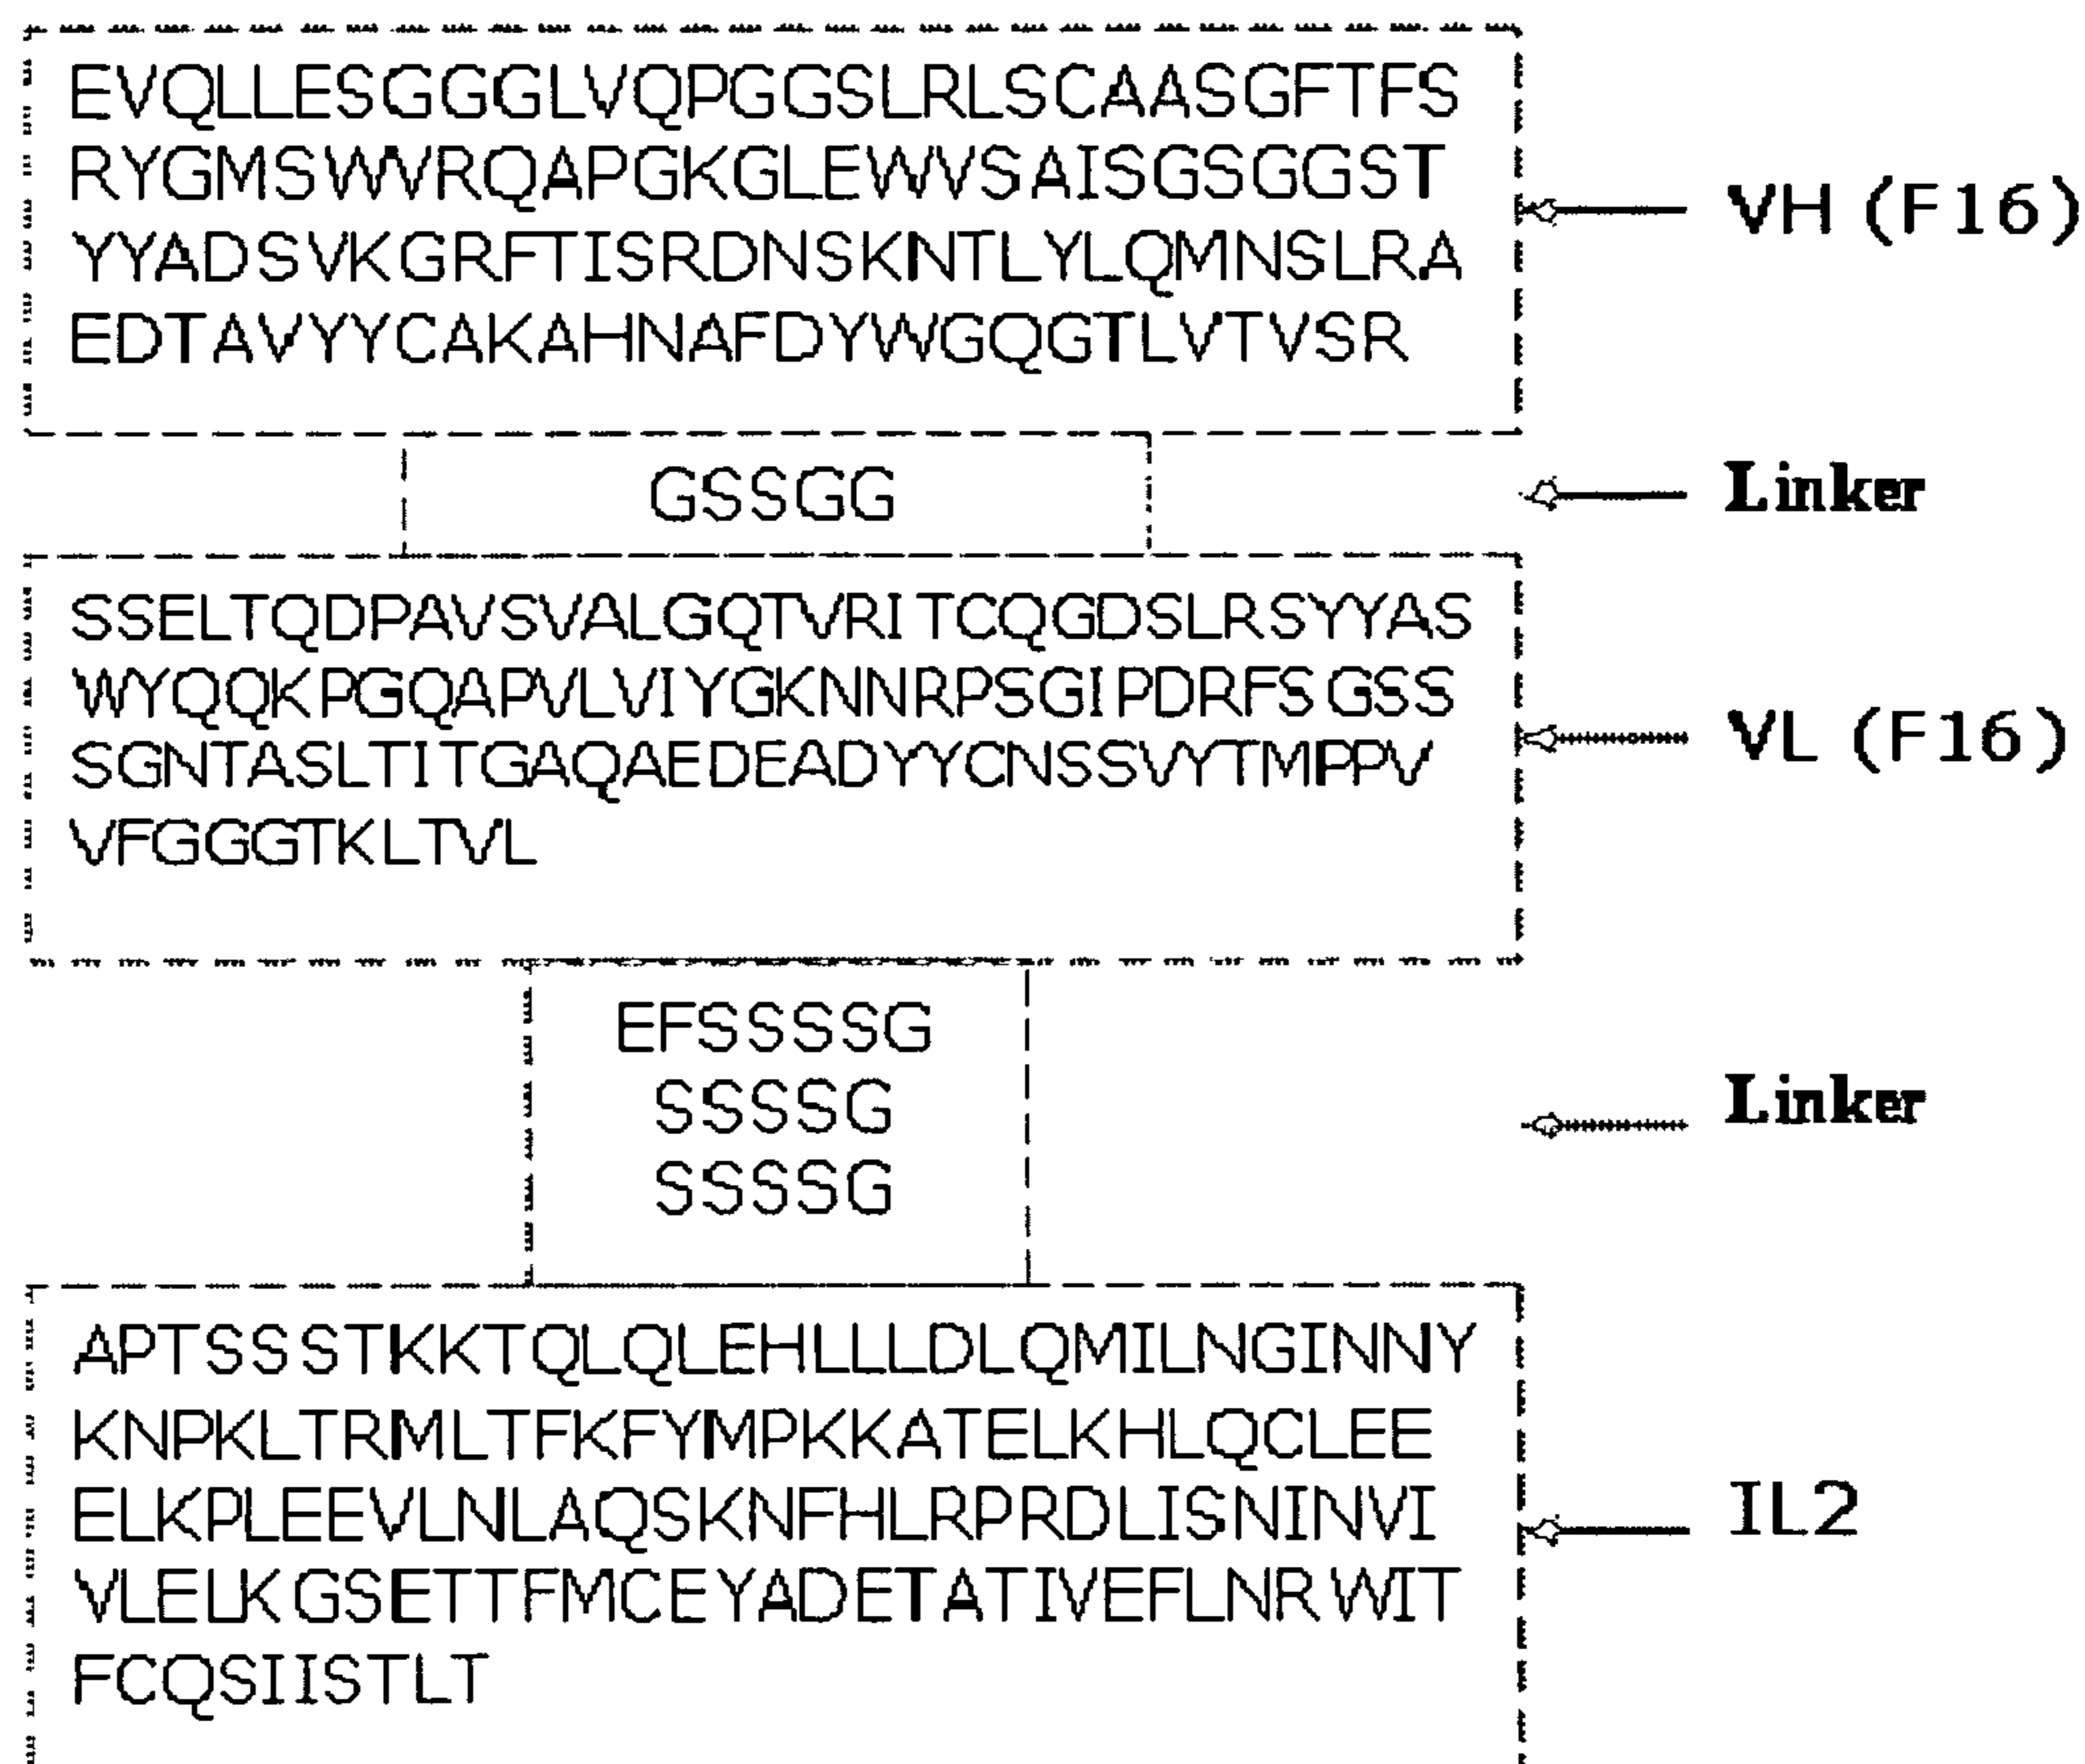 EVQLLESGGGLVQPGGSLRLSCAASGFTFS
RYGMSWVRQAPGKGLEWVSAISGSGGST
YYADSVKGRFTISRDNSKNTLYLQMNSLRA
EDTAVYYCAKAHNAFDYWGQGTLVTVSR
VH (F16)
GSSGG
Linker
SSELTQDPAVSVALGQTVRITCQGDSLRSYYAS
WYQQKPGQAPVLVIYGKNNRPSGIPDRFSGSS
SGNTASLTITGAQAEDEADYYCNSSVYTMPPV
VFGGGTKLTVL
VL (F16)
EFSSSSG
SSSSG
SSSSG
Linker
APTSSSTKKTQLQLEHLLLDLQMILNGINNY
KNPKLTRMLTFKFYMPKKATELKHLQCLEE
ELKPLEEVLNLAQSKNFHLRPRDLISNINVI
VLELKGSETTFMCEYADETATIVEFLNRWIT
FCQSIISTLT
IL2